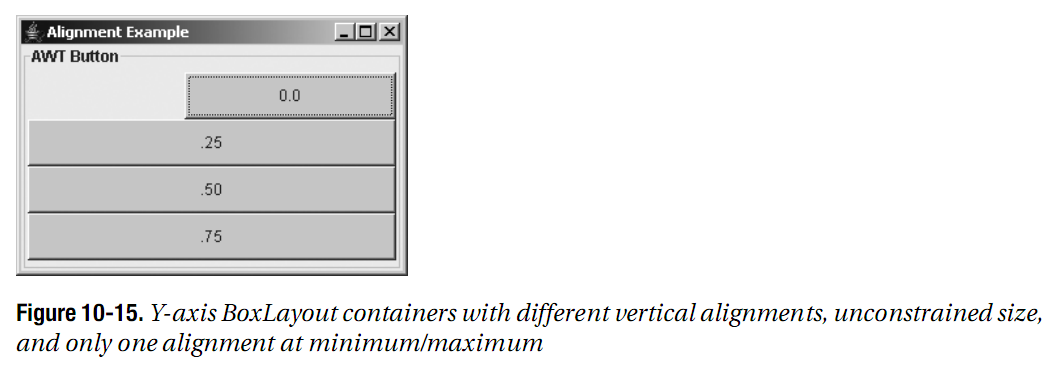 Alignment Example
AWT Button
0.0
.25
.50
.75
Figure 10-15. Y-axis BoxLayout containers with different vertical alignments, unconstrained size,
and only one alignment at minimum/maximum